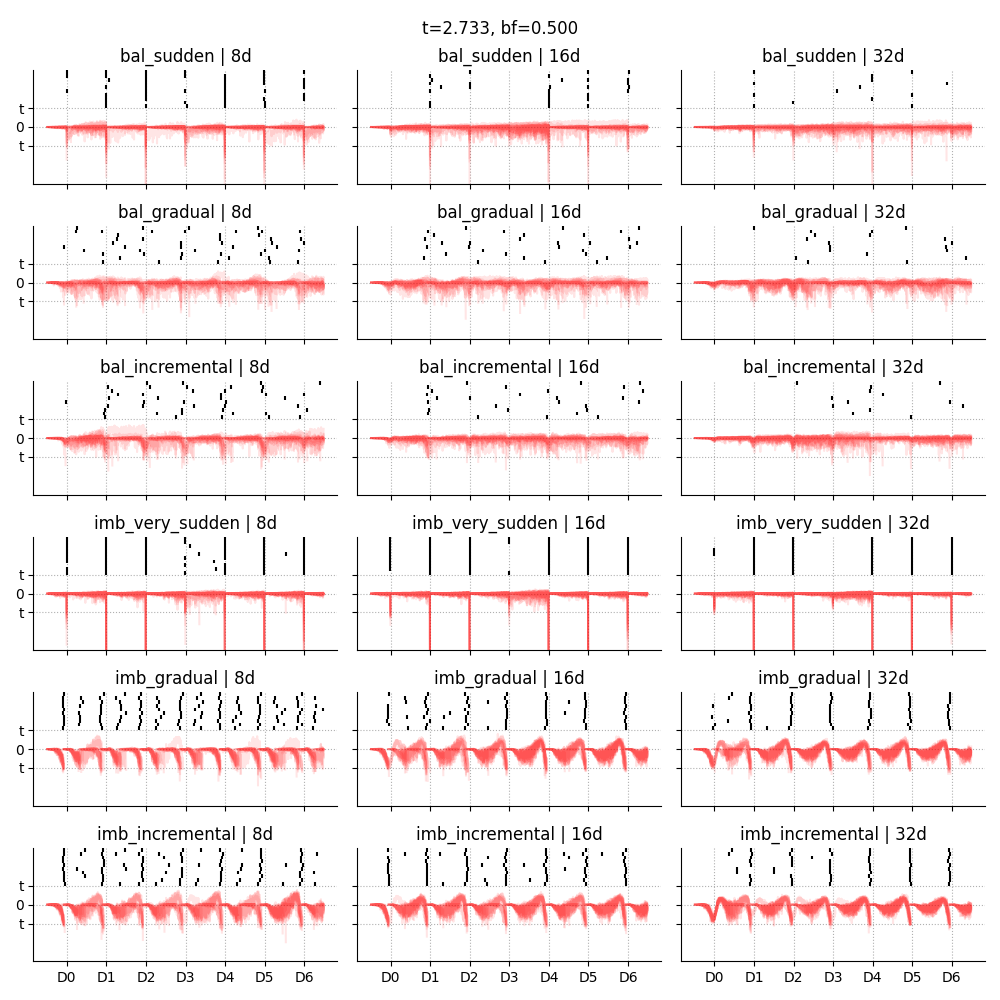 t=2.733, bf=0.500
bal_sudden | 8d
bal_sudden | 16d
bal_sudden | 32d
t
0
t
bal_gradual | 8d
bal_gradual | 16d
bal_gradual | 32d
t
0
t
bal_incremental | 8d
bal_incremental | 16d
bal_incremental | 32d
t
0
t
imb_very_sudden | 8d
imb_very_sudden | 16d
imb_very_sudden | 32d
t
0
t
imb_gradual | 8d
imb_gradual | 16d
imb_gradual | 32d
t
0
t
imb_incremental | 8d
imb_incremental | 16d
imb_incremental | 32d
t
0
t
D0 D1 D2 D3 D4 D5 D6
D0 D1 D2 D3 D4 D5 D6
D0 D1 D2 D3 D4 D5 D6